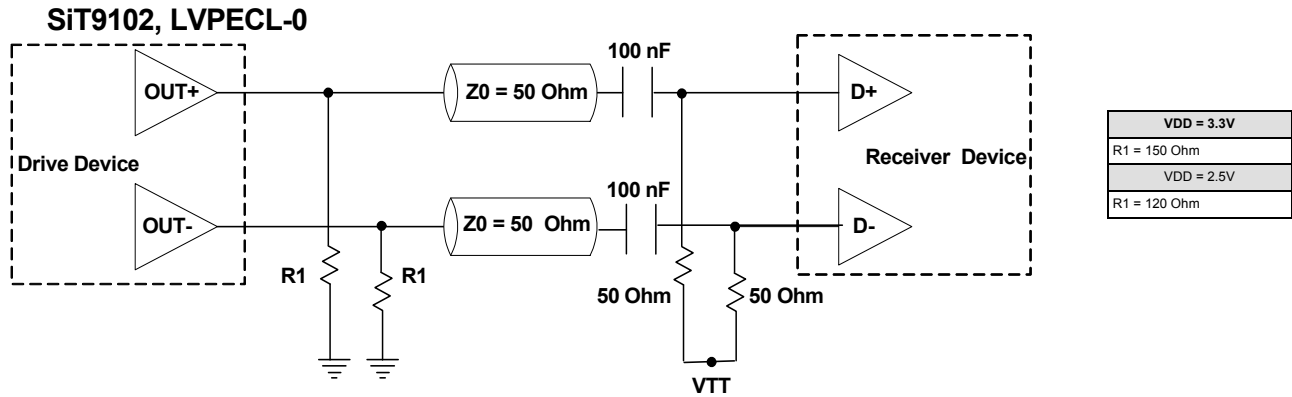 SiT9102, LVPECL-0
100 nF
OUT+
Z0 = 50 Ohm
D+
Drive Device
Receiver Device
100 nF
OUT-
Z0 = 50 Ohm
D-
R1
R1
50 Ohm
50 Ohm
VTT
VDD = 3.3V
R1 = 150 Ohm
VDD = 2.5V
R1 = 120 Ohm